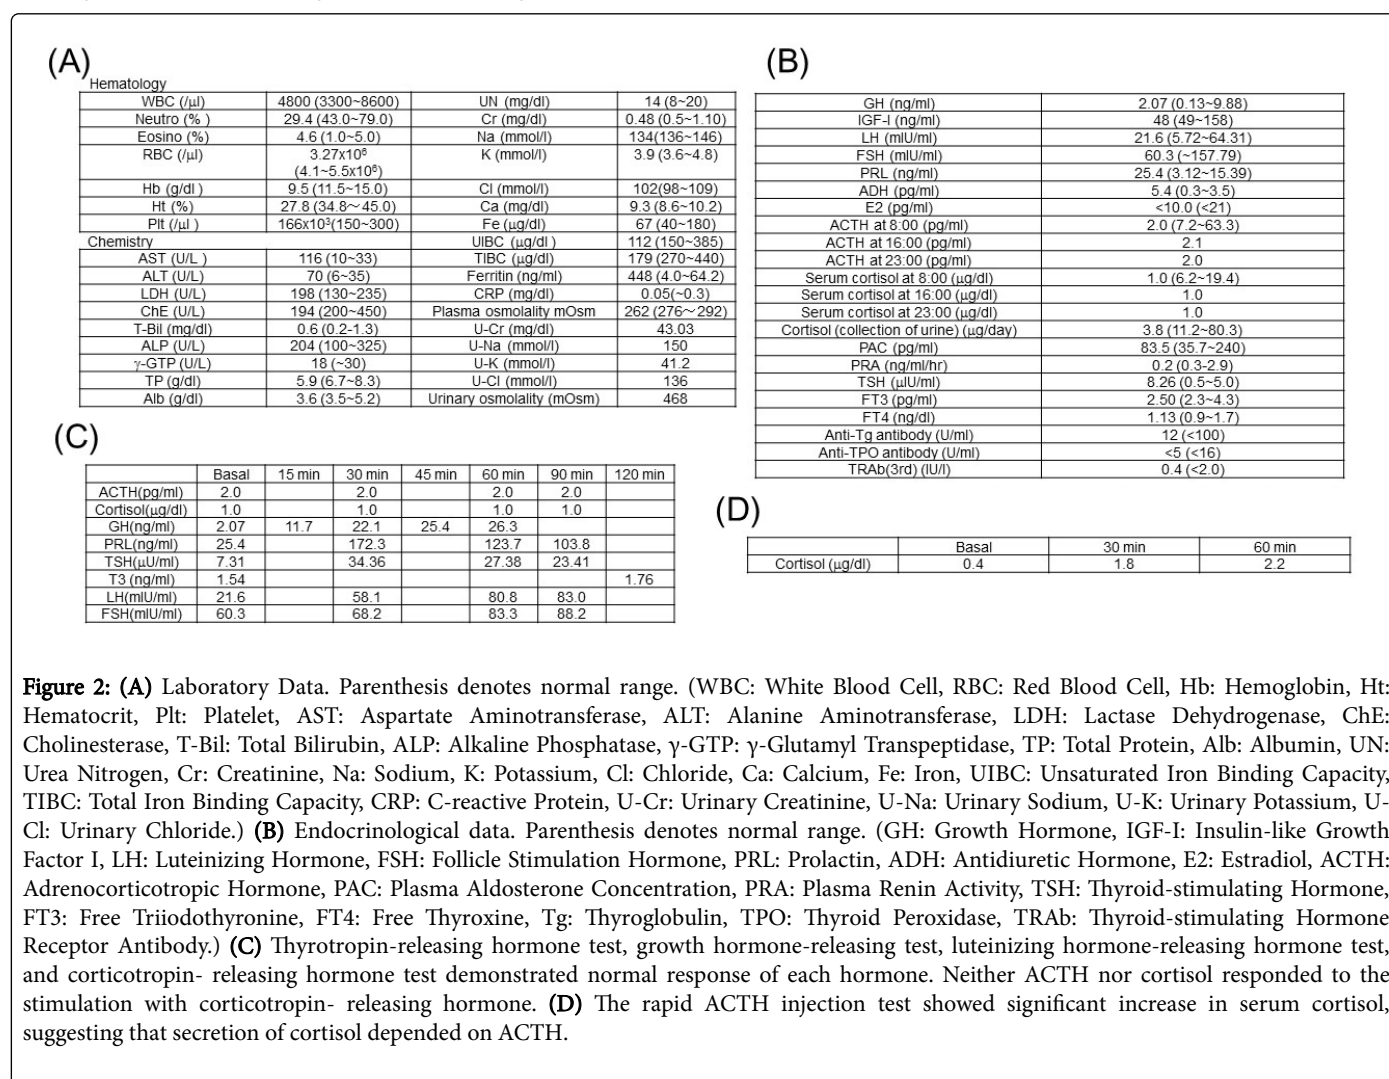 (A)
Hematology
WBC (/μl) 4800 (3300~8600) UN (mg/dl) 14 (8~20)
Neutro (% ) 29.4 (43.0~79.0) Cr (mg/dl) 0.48 (0.5~1.10)
Eosino (%) 4.6 (1.0~5.0) Na (mmol/l) 134(136~146)
RBC (/μl) 3.27x10⁶ (4.1~5.5x10⁶) K (mmol/l) 3.9 (3.6~4.8)
Hb (g/dl ) 9.5 (11.5~15.0) Cl (mmol/l) 102(98~109)
Ht (%) 27.8 (34.8～45.0) Ca (mg/dl) 9.3 (8.6~10.2)
Plt (/μl ) 166x10³(150~300) Fe (μg/dl) 67 (40~180)
Chemistry UIBC (μg/dl ) 112 (150~385)
AST (U/L ) 116 (10~33) TIBC (μg/dl) 179 (270~440)
ALT (U/L) 70 (6~35) Ferritin (ng/ml) 448 (4.0~64.2)
LDH (U/L) 198 (130~235) CRP (mg/dl) 0.05(~0.3)
ChE (U/L) 194 (200~450) Plasma osmolality mOsm 262 (276～292)
T-Bil (mg/dl) 0.6 (0.2-1.3) U-Cr (mg/dl) 43.03
ALP (U/L) 204 (100~325) U-Na (mmol/l) 150
γ-GTP (U/L) 18 (~30) U-K (mmol/l) 41.2
TP (g/dl) 5.9 (6.7~8.3) U-Cl (mmol/l) 136
Alb (g/dl) 3.6 (3.5~5.2) Urinary osmolality (mOsm) 468
(B)
GH (ng/ml) 2.07 (0.13~9.88)
IGF-I (ng/ml) 48 (49~158)
LH (mIU/ml) 21.6 (5.72~64.31)
FSH (mIU/ml) 60.3 (~157.79)
PRL (ng/ml) 25.4 (3.12~15.39)
ADH (pg/ml) 5.4 (0.3~3.5)
E2 (pg/ml) <10.0 (<21)
ACTH at 8:00 (pg/ml) 2.0 (7.2~63.3)
ACTH at 16:00 (pg/ml) 2.1
ACTH at 23:00 (pg/ml) 2.0
Serum cortisol at 8:00 (μg/dl) 1.0 (6.2~19.4)
Serum cortisol at 16:00 (μg/dl) 1.0
Serum cortisol at 23:00 (μg/dl) 1.0
Cortisol (collection of urine) (μg/day) 3.8 (11.2~80.3)
PAC (pg/ml) 83.5 (35.7~240)
PRA (ng/ml/hr) 0.2 (0.3-2.9)
TSH (μIU/ml) 8.26 (0.5~5.0)
FT3 (pg/ml) 2.50 (2.3~4.3)
FT4 (ng/dl) 1.13 (0.9~1.7)
Anti-Tg antibody (U/ml) 12 (<100)
Anti-TPO antibody (U/ml) <5 (<16)
TRAb(3rd) (IU/l) 0.4 (<2.0)
(C)
Basal 15 min 30 min 45 min 60 min 90 min 120 min
ACTH(pg/ml) 2.0 2.0 2.0 2.0
Cortisol(μg/dl) 1.0 1.0 1.0 1.0
GH(ng/ml) 2.07 11.7 22.1 25.4 26.3
PRL(ng/ml) 25.4 172.3 123.7 103.8
TSH(μU/ml) 7.31 34.36 27.38 23.41
T3 (ng/ml) 1.54 1.76
LH(mIU/ml) 21.6 58.1 80.8 83.0
FSH(mIU/ml) 60.3 68.2 83.3 88.2
(D)
Basal 30 min 60 min
Cortisol (μg/dl) 0.4 1.8 2.2
Figure 2: (A) Laboratory Data. Parenthesis denotes normal range. (WBC: White Blood Cell, RBC: Red Blood Cell, Hb: Hemoglobin, Ht:
Hematocrit, Plt: Platelet, AST: Aspartate Aminotransferase, ALT: Alanine Aminotransferase, LDH: Lactase Dehydrogenase, ChE:
Cholinesterase, T-Bil: Total Bilirubin, ALP: Alkaline Phosphatase, γ-GTP: γ-Glutamyl Transpeptidase, TP: Total Protein, Alb: Albumin, UN:
Urea Nitrogen, Cr: Creatinine, Na: Sodium, K: Potassium, Cl: Chloride, Ca: Calcium, Fe: Iron, UIBC: Unsaturated Iron Binding Capacity,
TIBC: Total Iron Binding Capacity, CRP: C-reactive Protein, U-Cr: Urinary Creatinine, U-Na: Urinary Sodium, U-K: Urinary Potassium, U-
Cl: Urinary Chloride.) (B) Endocrinological data. Parenthesis denotes normal range. (GH: Growth Hormone, IGF-I: Insulin-like Growth
Factor I, LH: Luteinizing Hormone, FSH: Follicle Stimulation Hormone, PRL: Prolactin, ADH: Antidiuretic Hormone, E2: Estradiol, ACTH:
Adrenocorticotropic Hormone, PAC: Plasma Aldosterone Concentration, PRA: Plasma Renin Activity, TSH: Thyroid-stimulating Hormone,
FT3: Free Triiodothyronine, FT4: Free Thyroxine, Tg: Thyroglobulin, TPO: Thyroid Peroxidase, TRAb: Thyroid-stimulating Hormone
Receptor Antibody.) (C) Thyrotropin-releasing hormone test, growth hormone-releasing test, luteinizing hormone-releasing hormone test,
and corticotropin- releasing hormone test demonstrated normal response of each hormone. Neither ACTH nor cortisol responded to the
stimulation with corticotropin- releasing hormone. (D) The rapid ACTH injection test showed significant increase in serum cortisol,
suggesting that secretion of cortisol depended on ACTH.